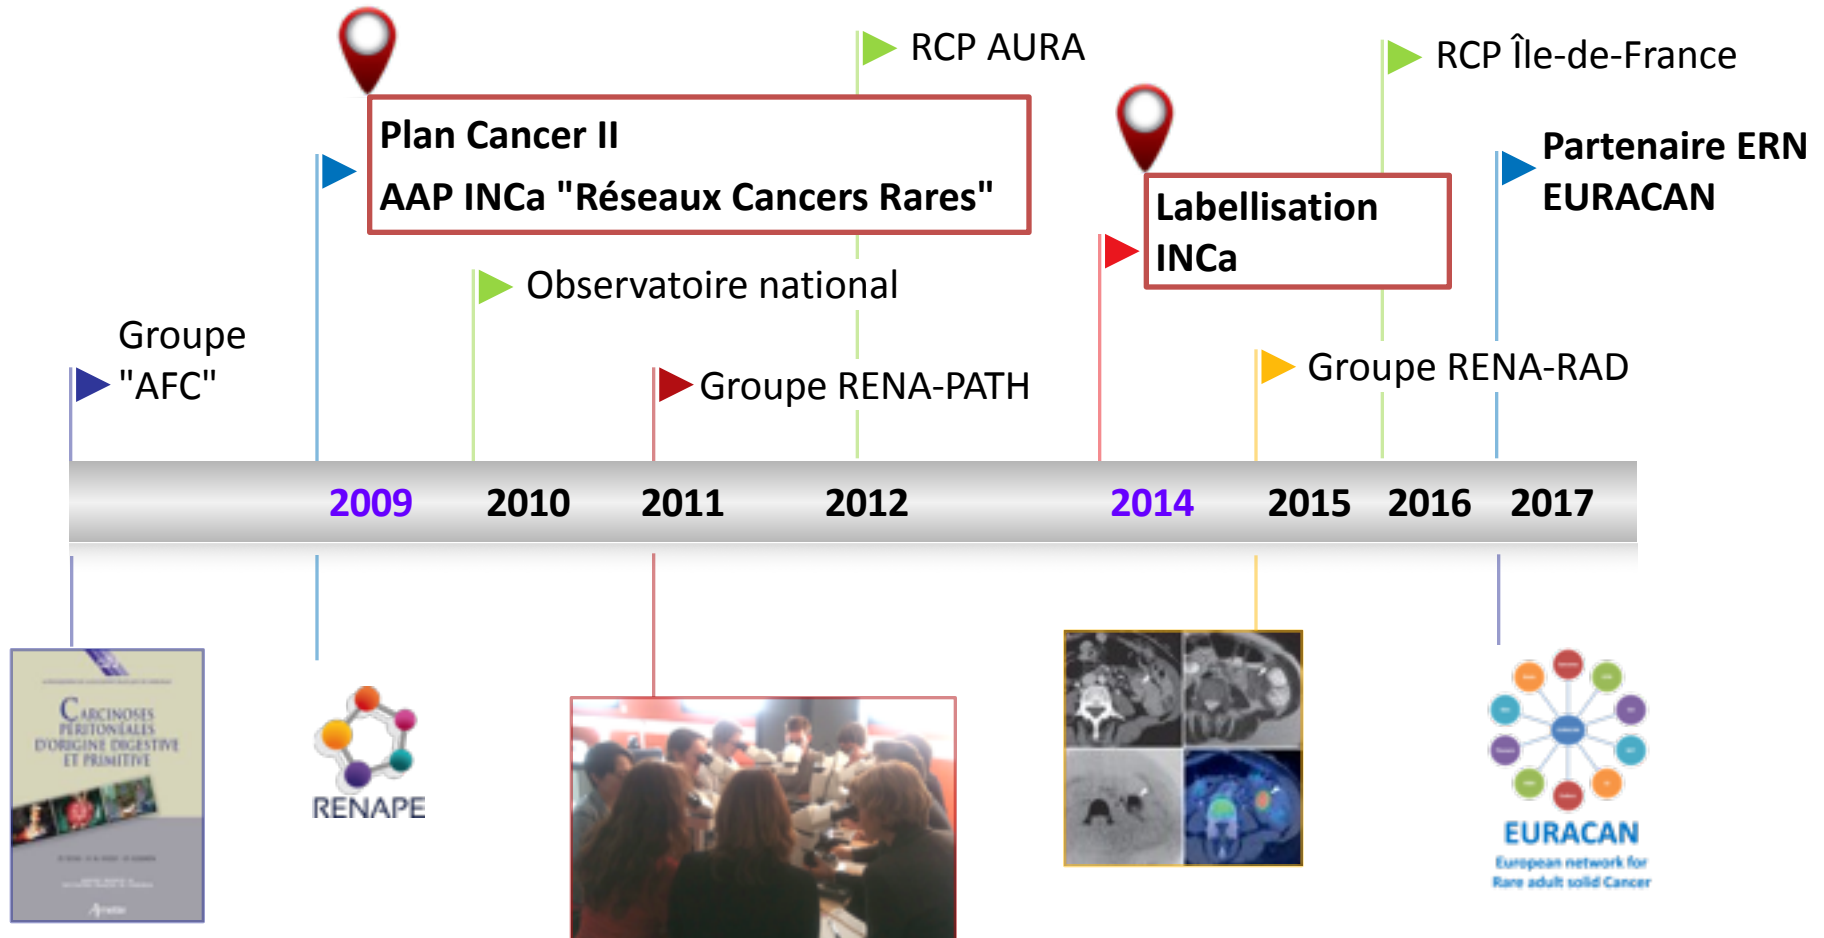 RCP AURA
RCP Île-de-France
Plan Cancer II
AAP INCa "Réseaux Cancers Rares"
Partenaire ERN
EURACAN
Labellisation
INCa
Observatoire national
Groupe
"AFC"
Groupe RENA-PATH
Groupe RENA-RAD
2009 2010 2011 2012 2014 2015 2016 2017
CARCINOSES
PÉRITONÉALES
D'ORIGINE DIGESTIVE
ET PRIMITIVE
RENAPE
EURACAN
European network for
Rare adult solid Cancer